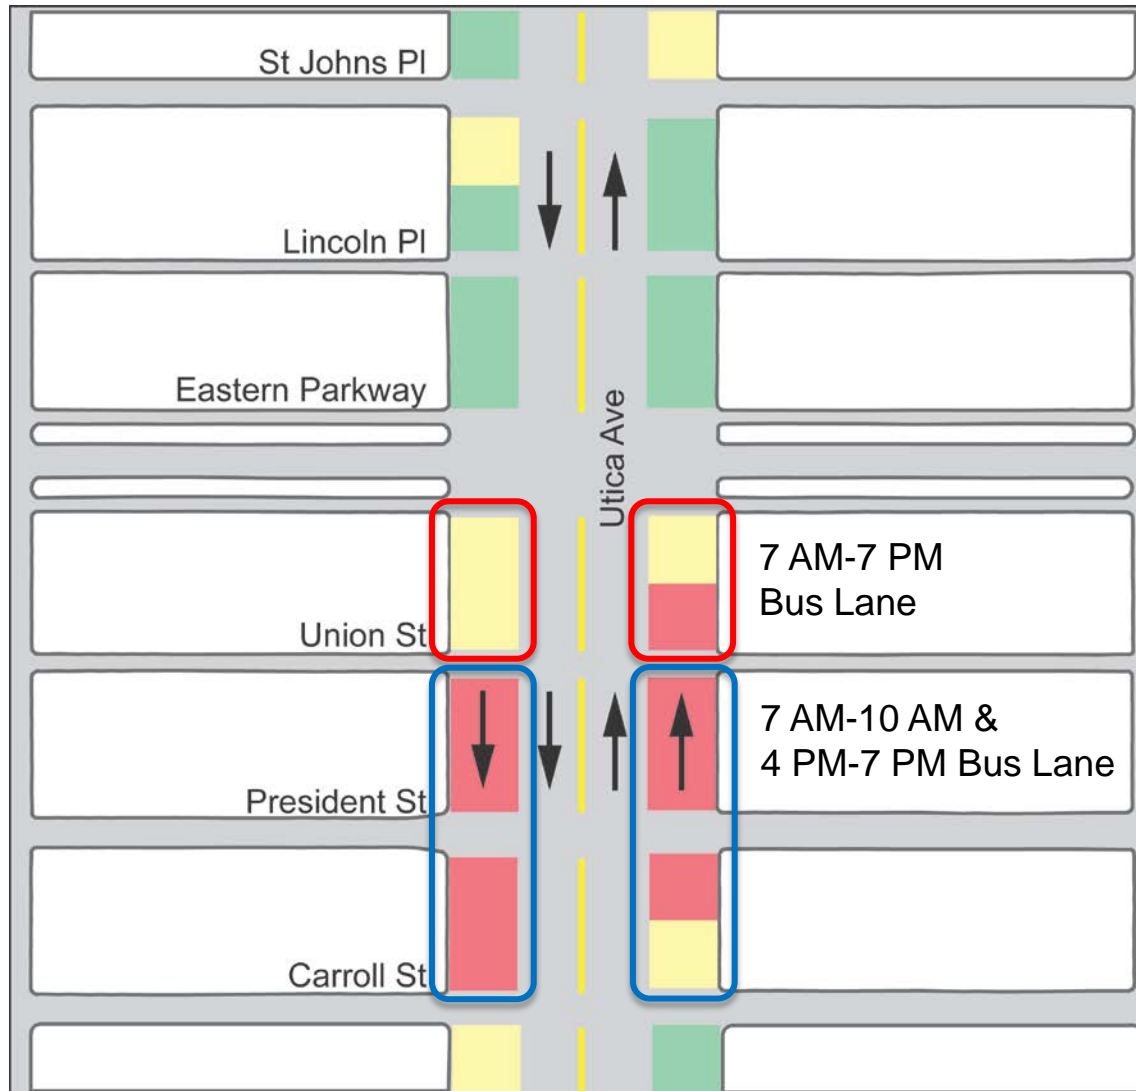 St Johns Pl
Lincoln Pl
Eastern Parkway
Utica Ave
7 AM-7 PM
Bus Lane
Union St
7 AM-10 AM &
4 PM-7 PM Bus Lane
President St
Carroll St